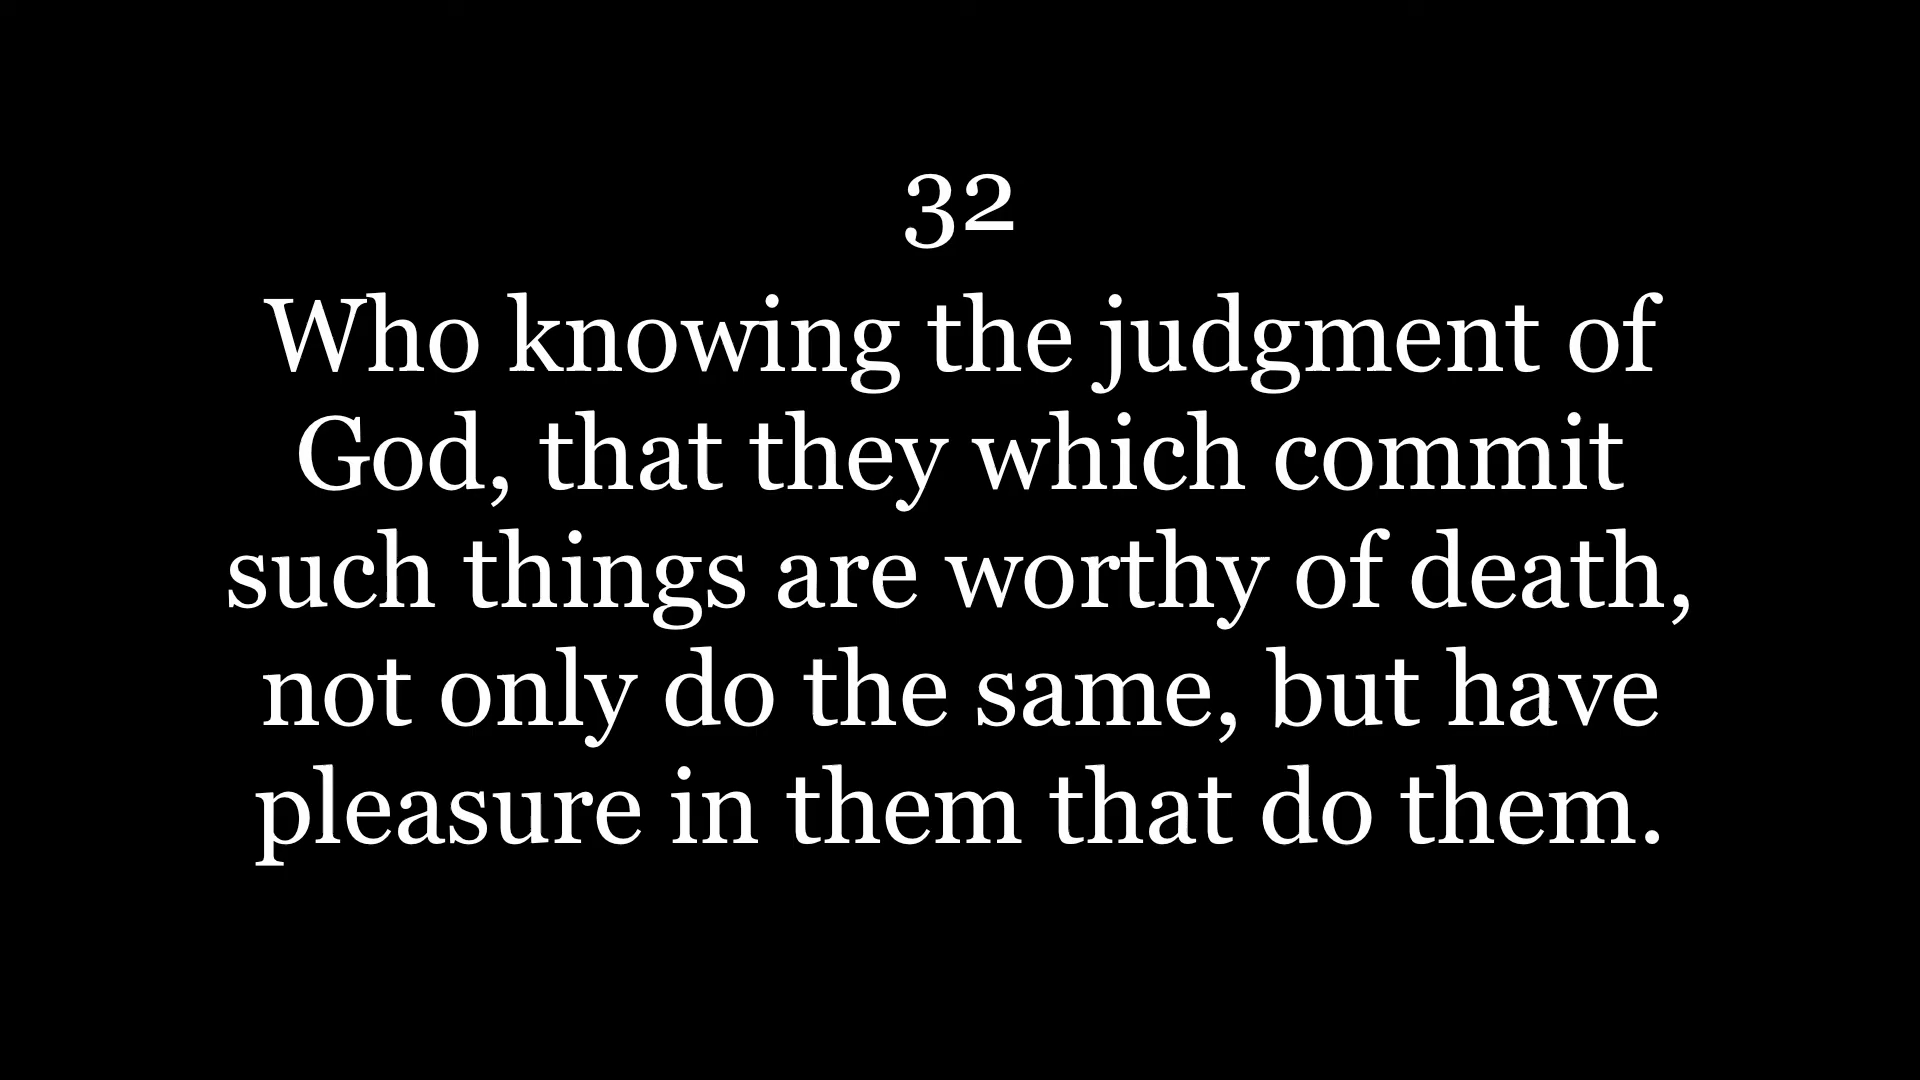 32
Who knowing the judgment of
God, that they which commit
such things are worthy of death,
not only do the same, but have
pleasure in them that do them.